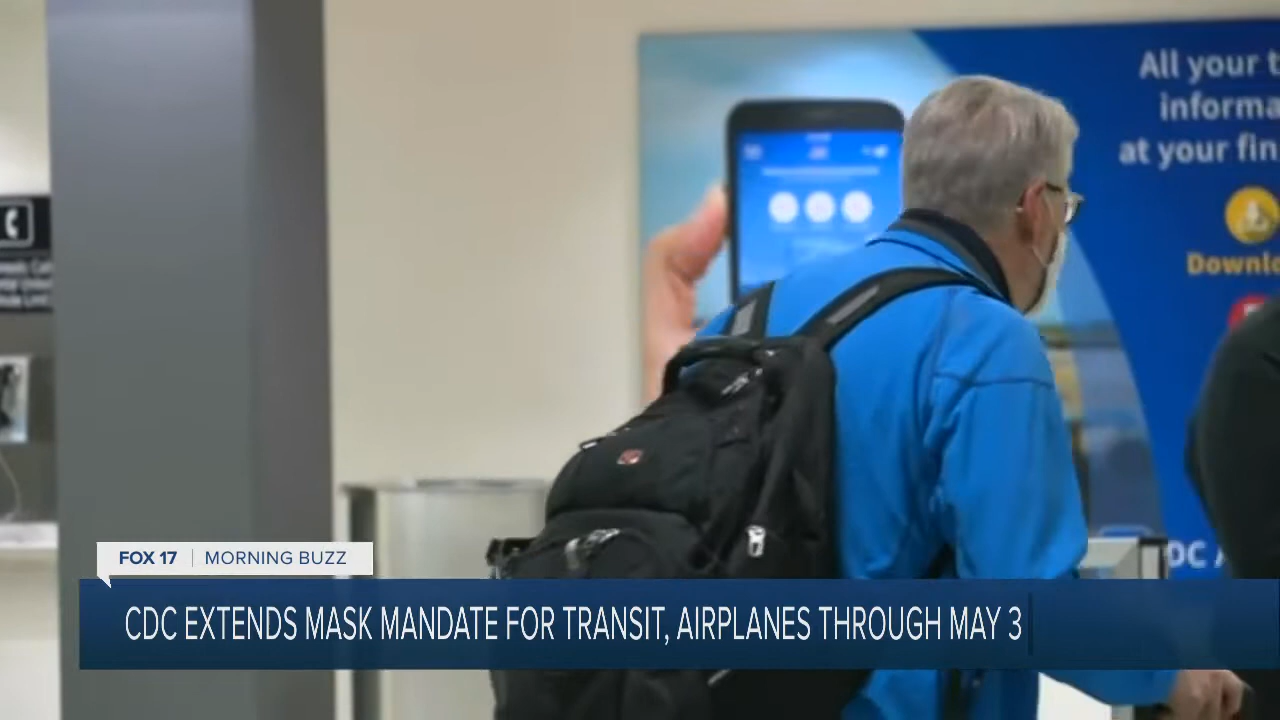 All your t
informa
at your fin
Downlo
DC A
FOX 17 | MORNING BUZZ
CDC EXTENDS MASK MANDATE FOR TRANSIT, AIRPLANES THROUGH MAY 3